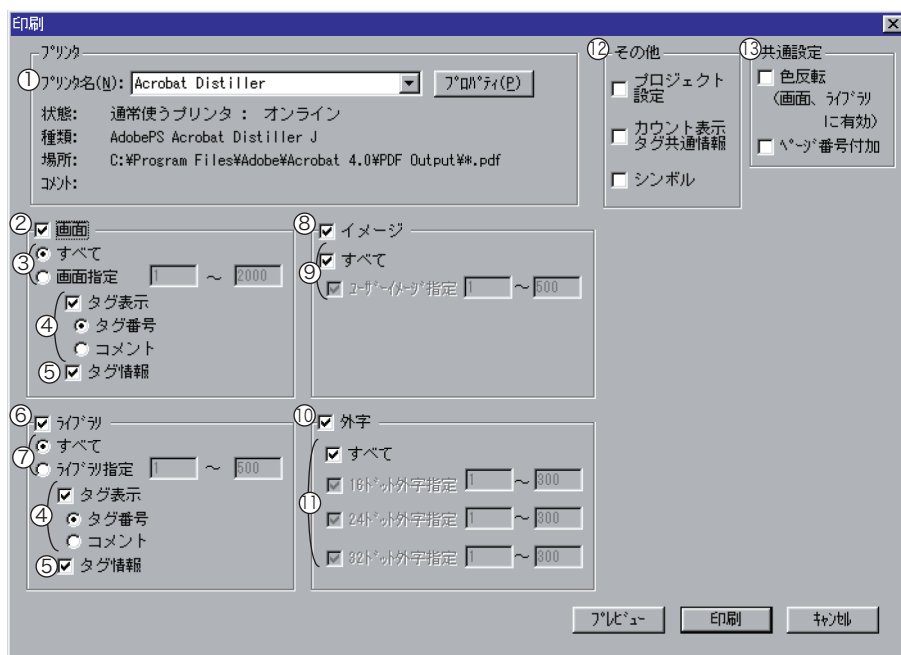 印刷
プリンタ
① プリンタ名(N): Acrobat Distiller プロパティ(P)
状態: 通常使うプリンタ : オンライン
種類: AdobePS Acrobat Distiller J
場所: C:¥Program Files¥Adobe¥Acrobat 4.0¥PDF Output¥*.pdf
コメント:
⑫ その他
プロジェクト
設定
カウント表示
タグ共通情報
シンボル
⑬ 共通設定
色反転
(画面、ライブラリ
に有効)
ページ番号付加
② 画面
③ すべて
画面指定 1 ～ 2000
④ タグ表示
タグ番号
コメント
⑤ タグ情報
⑧ イメージ
⑨ すべて
ユーザーイメージ指定 1 ～ 500
⑥ ライブラリ
⑦ すべて
ライブラリ指定 1 ～ 500
④ タグ表示
タグ番号
コメント
⑤ タグ情報
⑩ 外字
⑪ すべて
16ドット外字指定 1 ～ 300
24ドット外字指定 1 ～ 300
32ドット外字指定 1 ～ 300
プレビュー 印刷 キャンセル